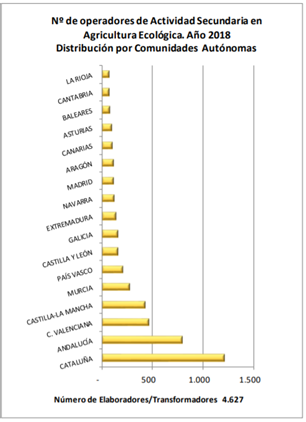 Nº de operadores de Actividad Secundaria en
Agricultura Ecológica. Año 2018
Distribución por Comunidades Autónomas
LA RIOJA
CANTABRIA
BALEARES
ASTURIAS
CANARIAS
ARAGÓN
MADRID
NAVARRA
EXTREMADURA
GALICIA
CASTILLA Y LEÓN
PAÍS VASCO
MURCIA
CASTILLA-LA MANCHA
C. VALENCIANA
ANDALUCÍA
CATALUÑA
- 500 1.000 1.500
Número de Elaboradores/Transformadores 4.627